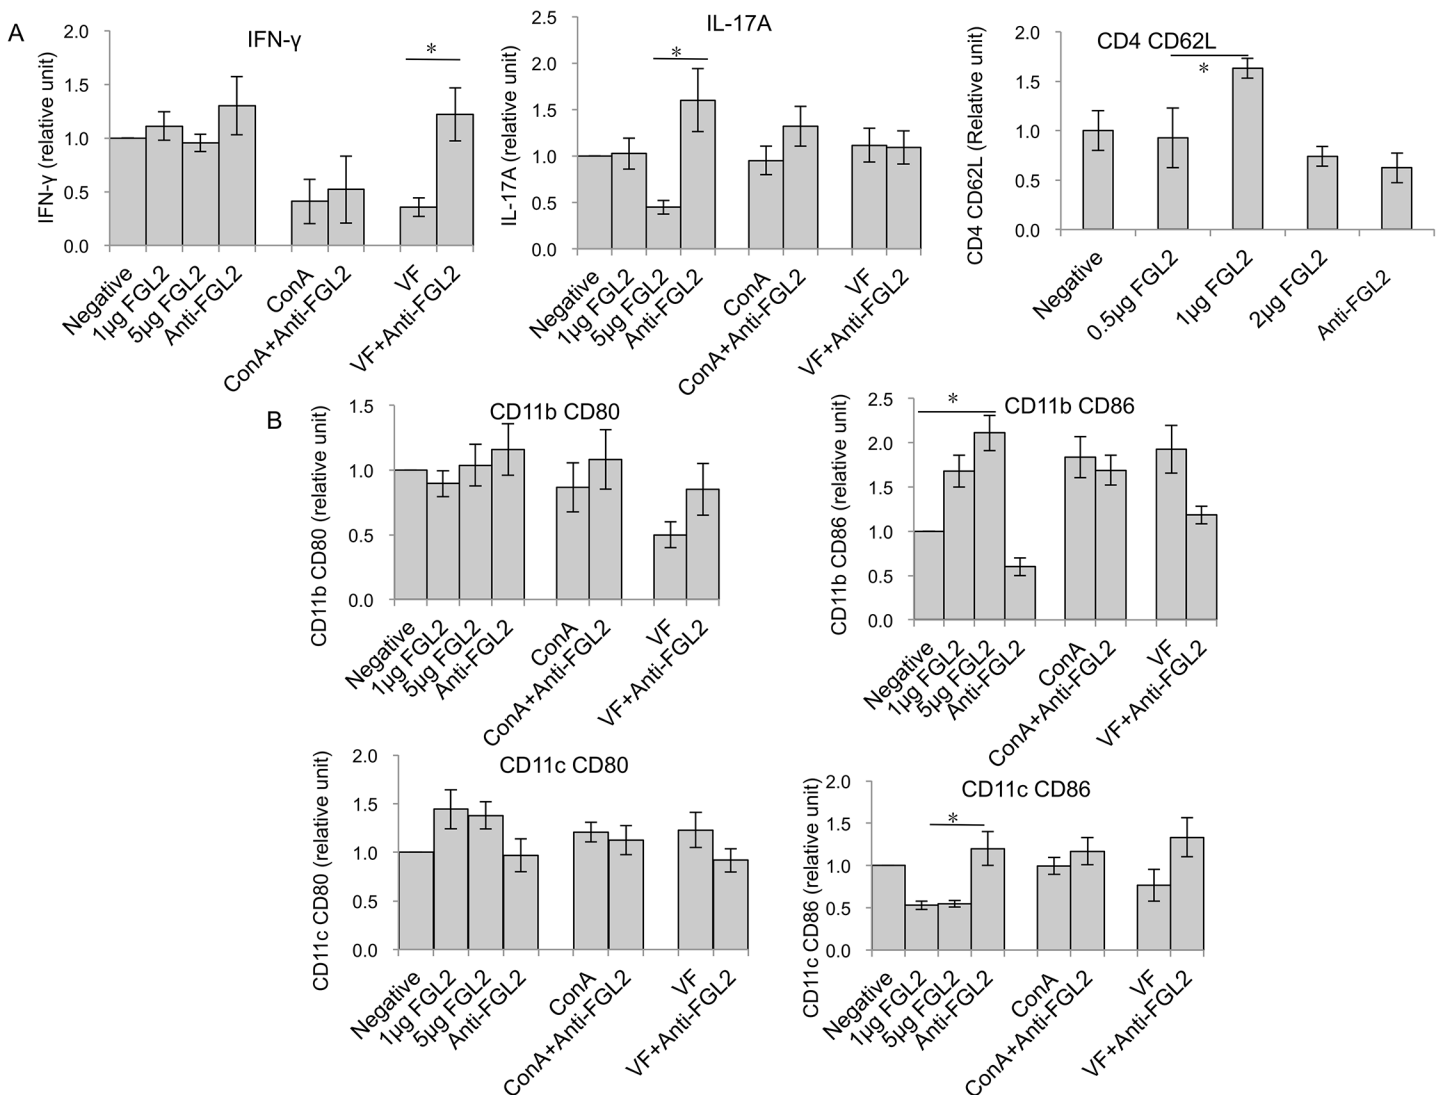 A
IFN-γ
*
IFN-γ (relative unit)
2.0
1.5
1.0
0.5
0.0
Negative
1µg FGL2
5µg FGL2
Anti-FGL2
ConA
ConA+Anti-FGL2
VF
VF+Anti-FGL2
IL-17A
*
IL-17A (relative unit)
2.5
2.0
1.5
1.0
0.5
0.0
Negative
1µg FGL2
5µg FGL2
Anti-FGL2
ConA
ConA+Anti-FGL2
VF
VF+Anti-FGL2
CD4 CD62L
*
CD4 CD62L (Relative unit)
2.0
1.5
1.0
0.5
0.0
Negative
0.5µg FGL2
1µg FGL2
2µg FGL2
Anti-FGL2
B
CD11b CD80
CD11b CD80 (relative unit)
1.5
1.0
0.5
0.0
Negative
1µg FGL2
5µg FGL2
Anti-FGL2
ConA
ConA+Anti-FGL2
VF
VF+Anti-FGL2
CD11b CD86
*
CD11b CD86 (relative unit)
2.5
2.0
1.5
1.0
0.5
0.0
Negative
1µg FGL2
5µg FGL2
Anti-FGL2
ConA
ConA+Anti-FGL2
VF
VF+Anti-FGL2
CD11c CD80
CD11c CD80 (relative unit)
2.0
1.5
1.0
0.5
0.0
Negative
1µg FGL2
5µg FGL2
Anti-FGL2
ConA
ConA+Anti-FGL2
VF
VF+Anti-FGL2
CD11c CD86
*
CD11c CD86 (relative unit)
2.0
1.5
1.0
0.5
0.0
Negative
1µg FGL2
5µg FGL2
Anti-FGL2
ConA
ConA+Anti-FGL2
VF
VF+Anti-FGL2